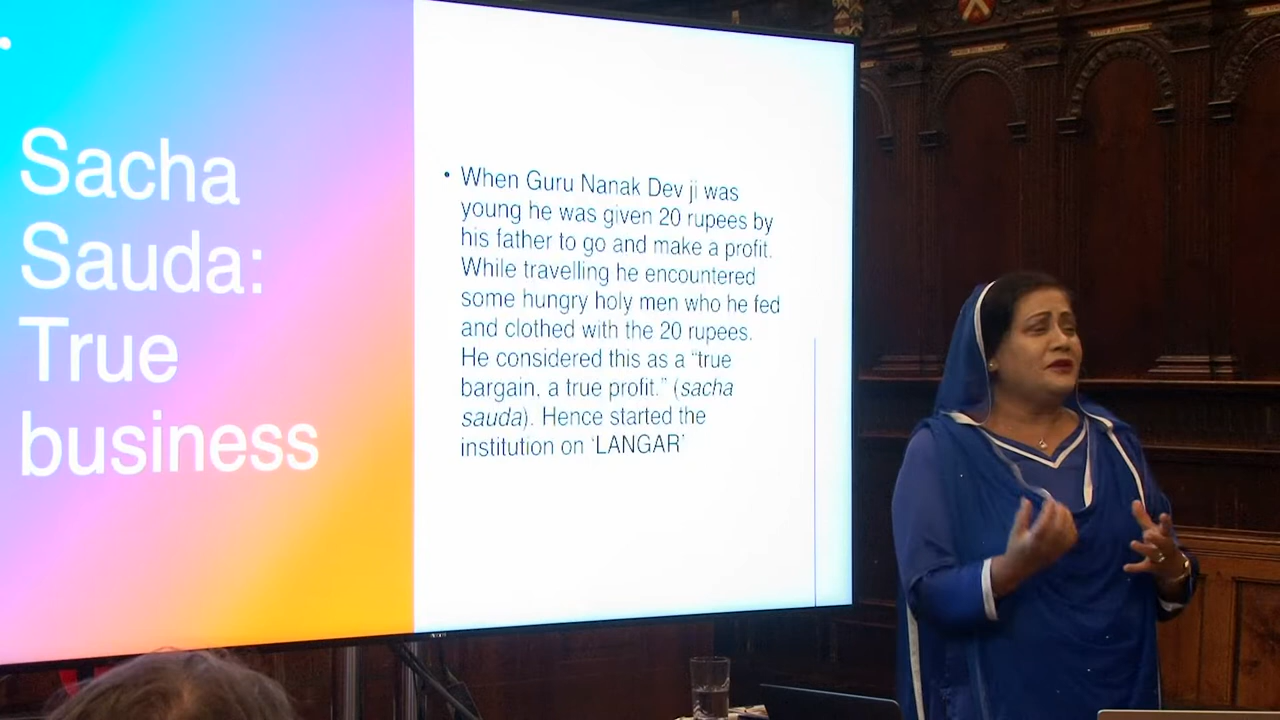 Sacha
Sauda:
True
business
• When Guru Nanak Dev ji was
young he was given 20 rupees by
his father to go and make a profit.
While travelling he encountered
some hungry holy men who he fed
and clothed with the 20 rupees.
He considered this as a “true
bargain, a true profit.” (sacha
sauda). Hence started the
institution on ‘LANGAR’